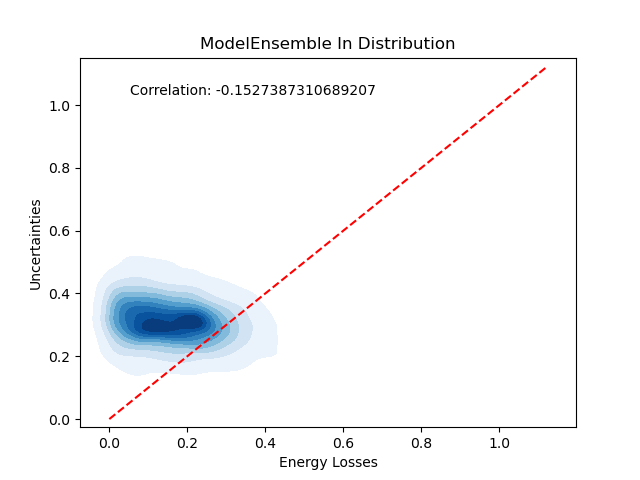 ModelEnsemble In Distribution
Correlation: -0.1527387310689207
Uncertainties
1.0
0.8
0.6
0.4
0.2
0.0
0.0 0.2 0.4 0.6 0.8 1.0
Energy Losses